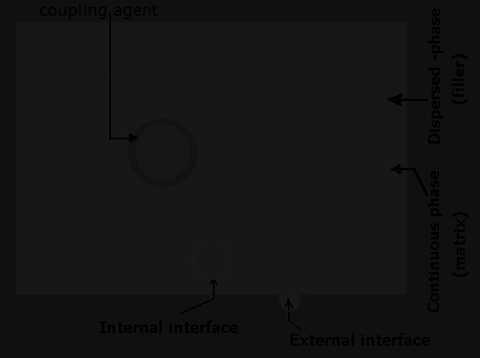 coupling agent
Dispersed -phase
(filler)
Continuous phase
(matrix)
Internal interface
External interface